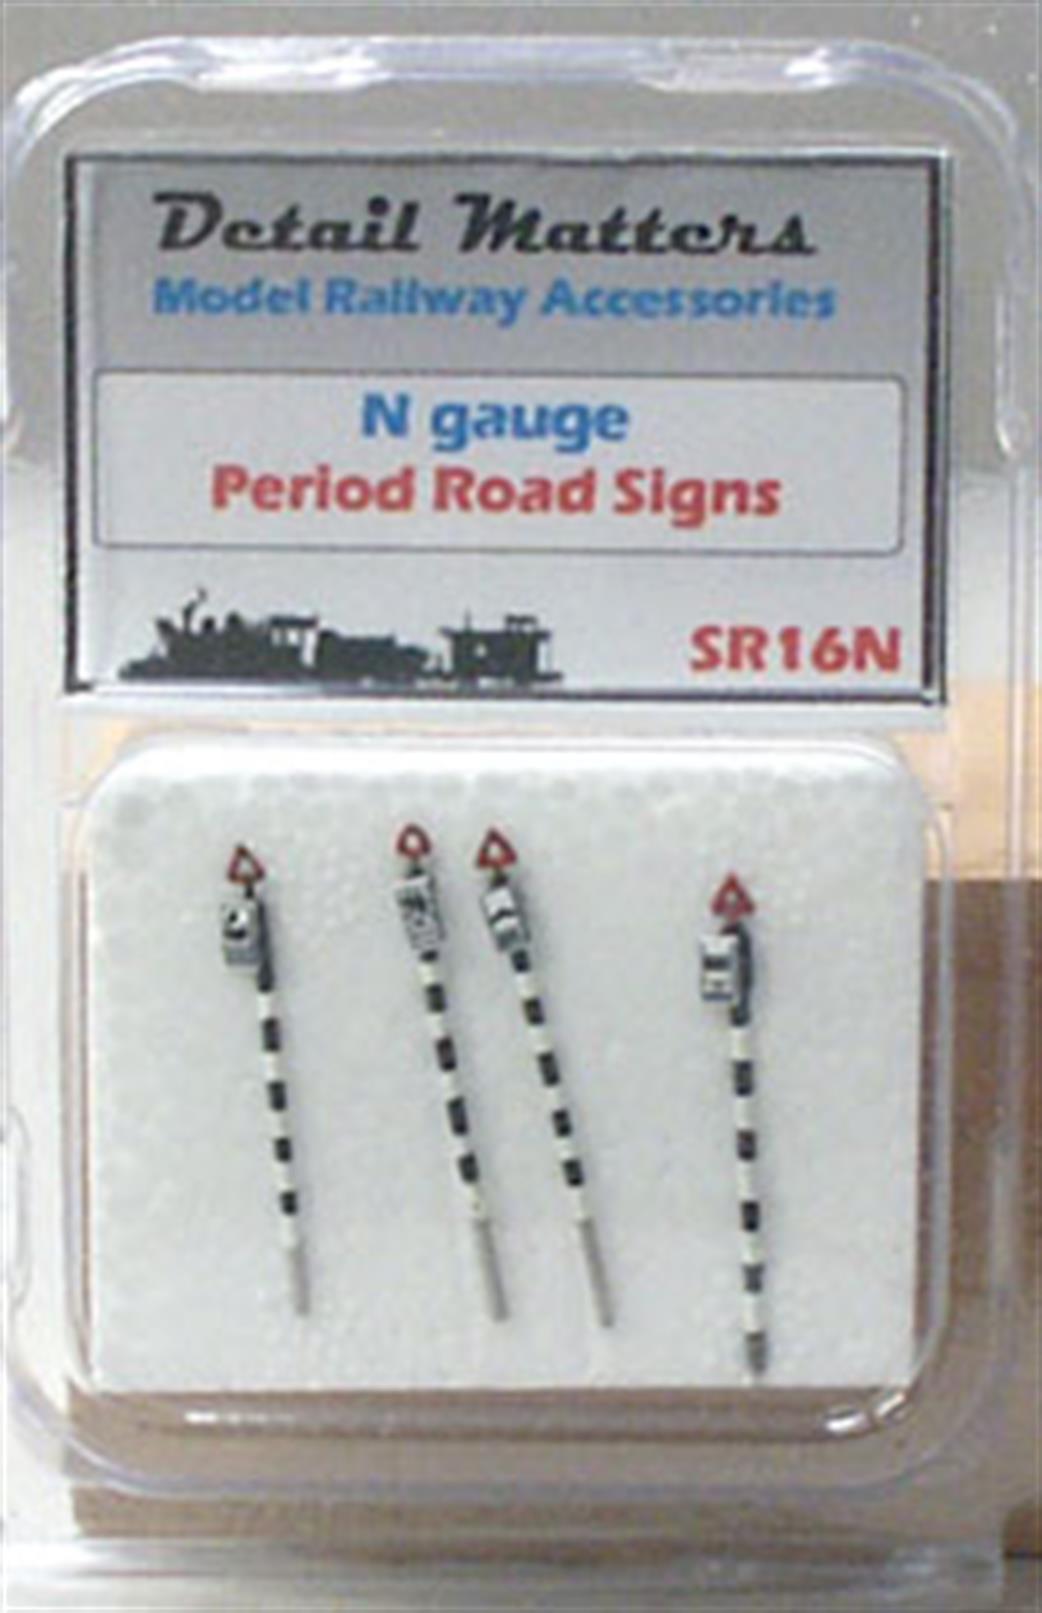 Detail Matters
Model Railway Accessories
N gauge
Period Road Signs
SR16N